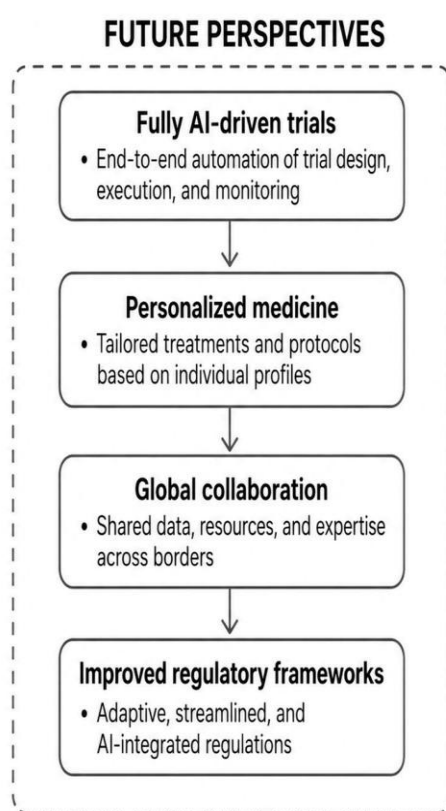 FUTURE PERSPECTIVES
Fully AI-driven trials
• End-to-end automation of trial design,
execution, and monitoring
Personalized medicine
• Tailored treatments and protocols
based on individual profiles
Global collaboration
• Shared data, resources, and expertise
across borders
Improved regulatory frameworks
• Adaptive, streamlined, and
AI-integrated regulations